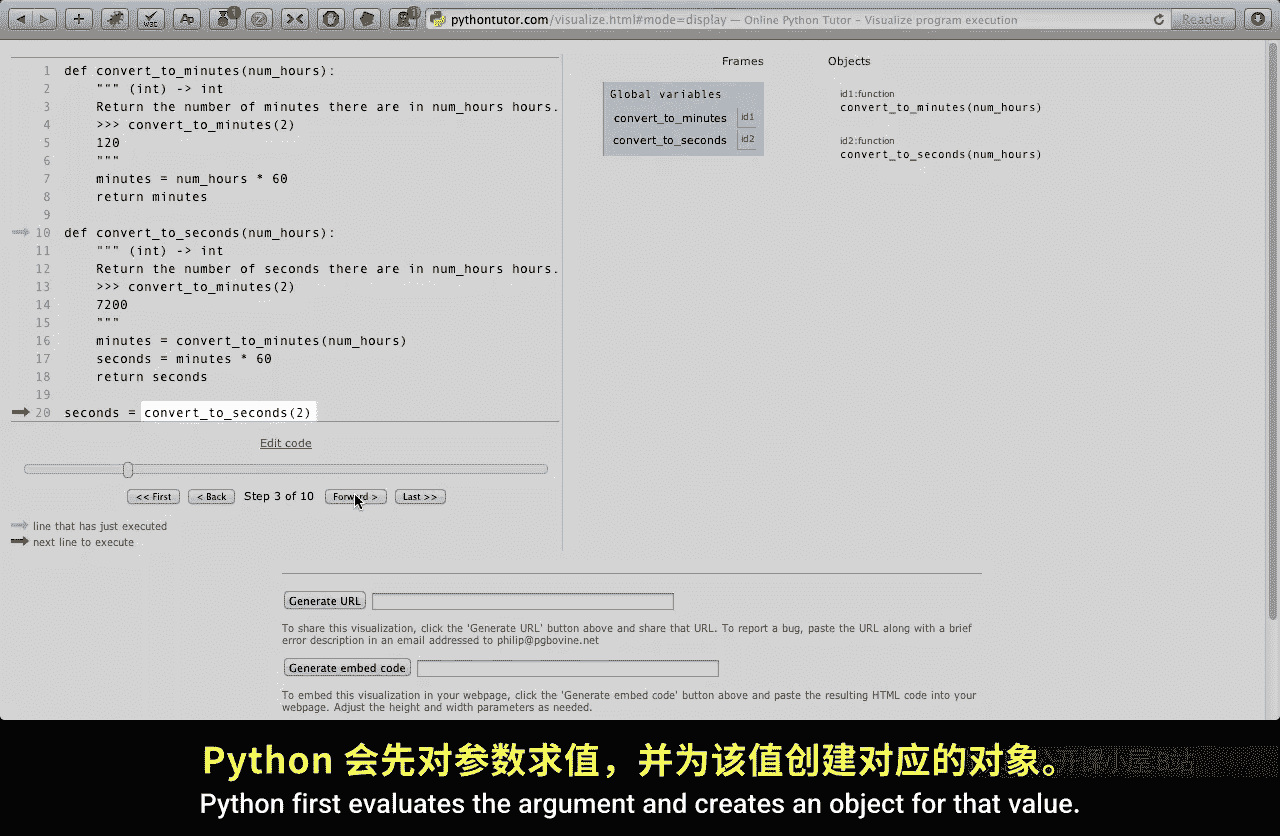 pythontutor.com/visualize.html#mode=display — Online Python Tutor – Visualize program execution
Reader
Frames
Objects
1 def convert_to_minutes(num_hours):
2 """ (int) -> int
3 Return the number of minutes there are in num_hours hours.
4 >>> convert_to_minutes(2)
5 120
6 """
7 minutes = num_hours * 60
8 return minutes
9
10 def convert_to_seconds(num_hours):
11 """ (int) -> int
12 Return the number of seconds there are in num_hours hours.
13 >>> convert_to_minutes(2)
14 7200
15 """
16 minutes = convert_to_minutes(num_hours)
17 seconds = minutes * 60
18 return seconds
19
20 seconds = convert_to_seconds(2)
Global variables
convert_to_minutes id1
convert_to_seconds id2
id1:function
convert_to_minutes(num_hours)
id2:function
convert_to_seconds(num_hours)
Edit code
<< First < Back Step 3 of 10 Forward > Last >>
line that has just executed
next line to execute
Generate URL
To share this visualization, click the 'Generate URL' button above and share that URL. To report a bug, paste the URL along with a brief
error description in an email addressed to philip@pgbovine.net
Generate embed code
To embed this visualization in your webpage, click the 'Generate embed code' button above and paste the resulting HTML code into your
webpage. Adjust the height and width parameters as needed.
Python 会先对参数求值，并为该值创建对应的对象。
Python first evaluates the argument and creates an object for that value.